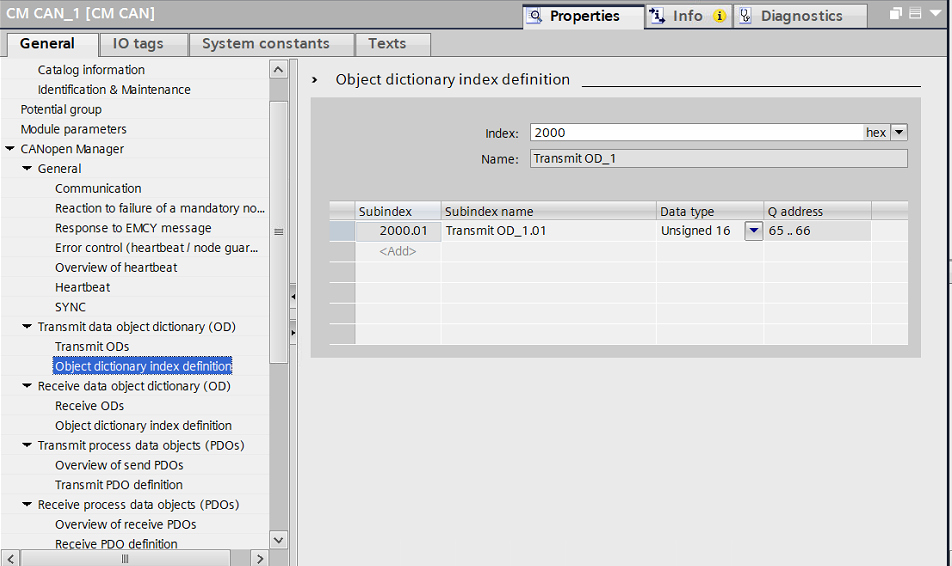 CM CAN_1 [CM CAN]
Properties
Info
Diagnostics
General
IO tags
System constants
Texts
Catalog information
Identification & Maintenance
Potential group
Module parameters
CANopen Manager
General
Communication
Reaction to failure of a mandatory no...
Response to EMCY message
Error control (heartbeat / node guar...
Overview of heartbeat
Heartbeat
SYNC
Transmit data object dictionary (OD)
Transmit ODs
Object dictionary index definition
Receive data object dictionary (OD)
Receive ODs
Object dictionary index definition
Transmit process data objects (PDOs)
Overview of send PDOs
Transmit PDO definition
Receive process data objects (PDOs)
Overview of receive PDOs
Receive PDO definition
Object dictionary index definition
Index: 2000 hex
Name: Transmit OD_1
Subindex Subindex name Data type Q address
2000.01 Transmit OD_1.01 Unsigned 16 65 .. 66
<Add>